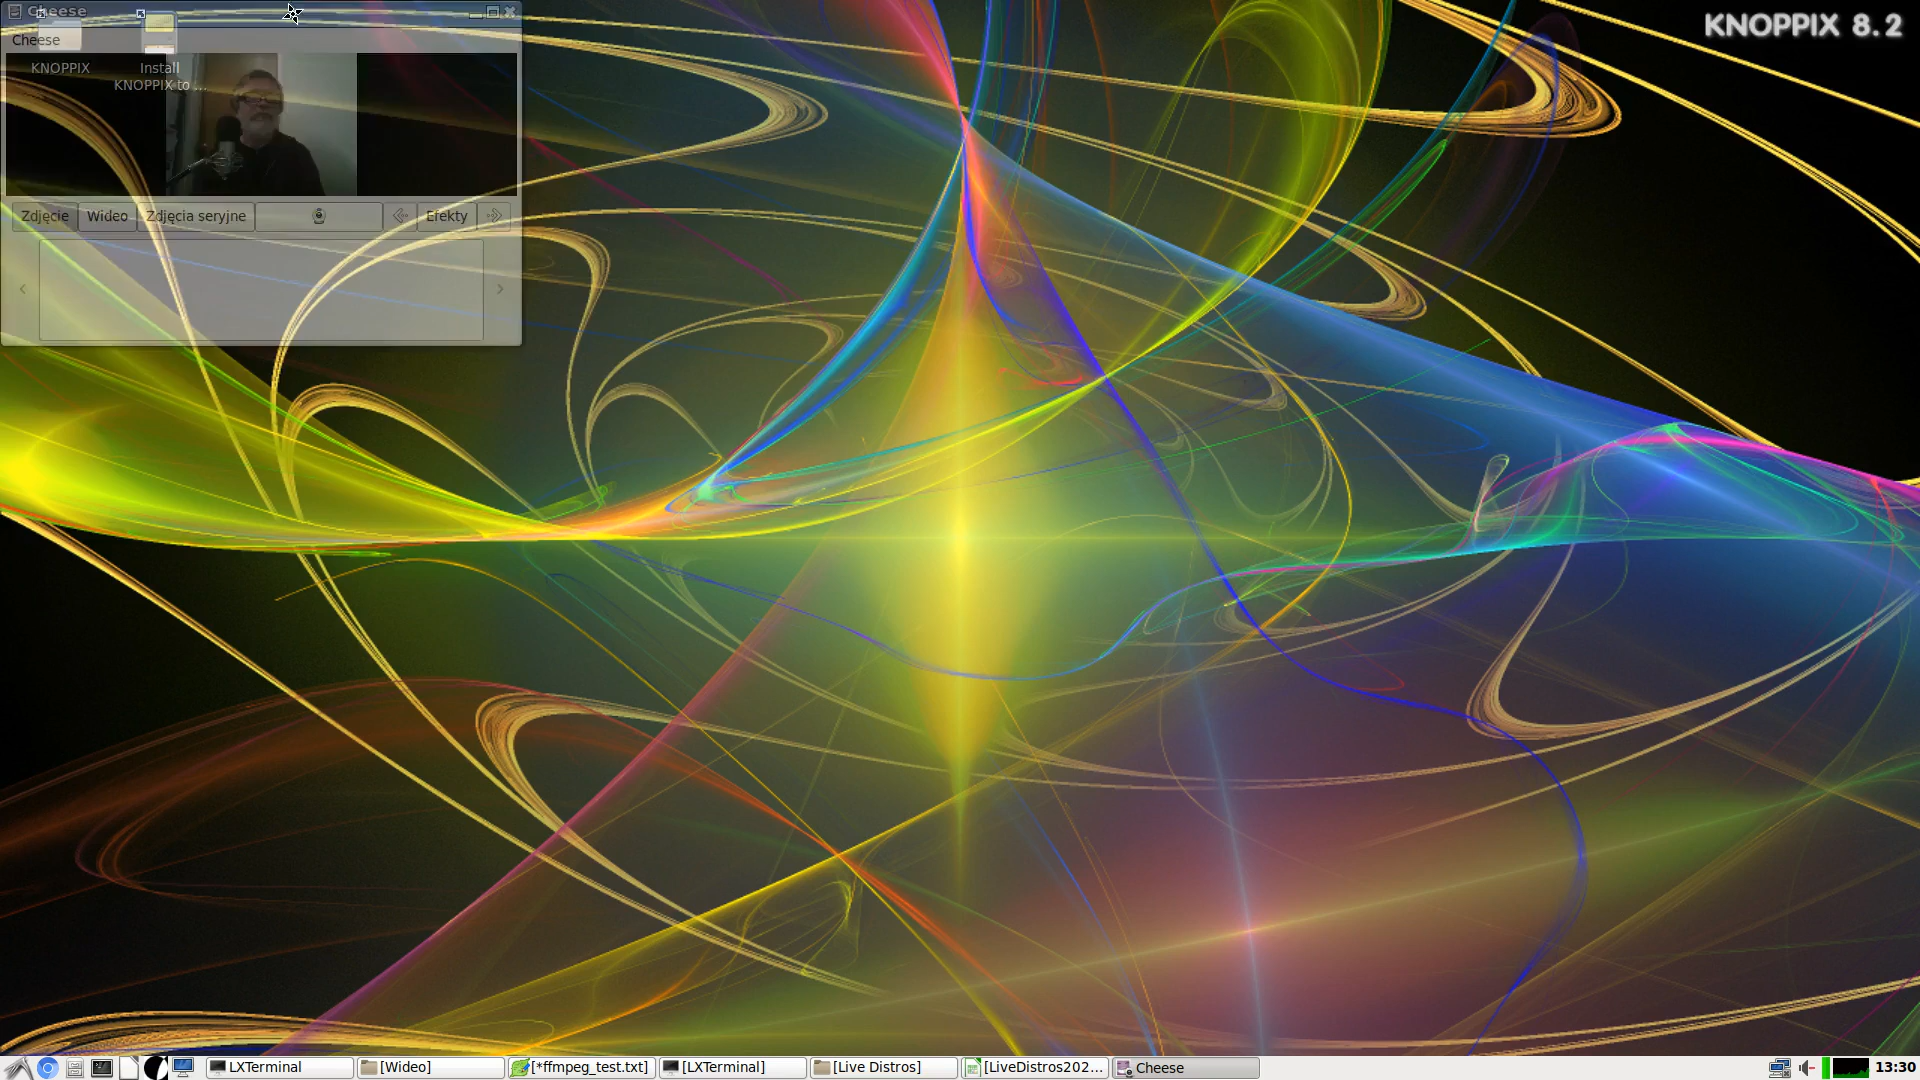 Cheese
KNOPPIX 8.2
Cheese
KNOPPIX
Install
KNOPPIX to ...
Zdjęcie
Wideo
Zdjęcia seryjne
Efekty
LXTerminal
[Wideo]
[*ffmpeg_test.txt]
[LXTerminal]
[Live Distros]
[LiveDistros202...
Cheese
13:30